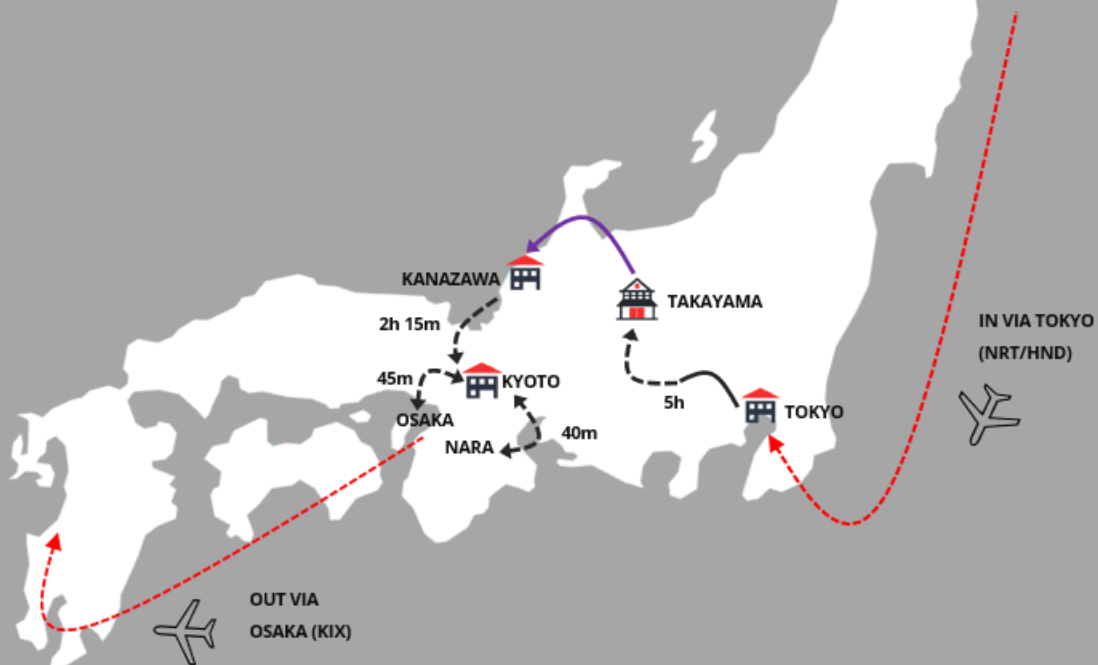 KANAZAWA
TAKAYAMA
2h 15m
IN VIA TOKYO
(NRT/HND)
45m
KYOTO
5h
TOKYO
OSAKA
40m
NARA
OUT VIA
OSAKA (KIX)